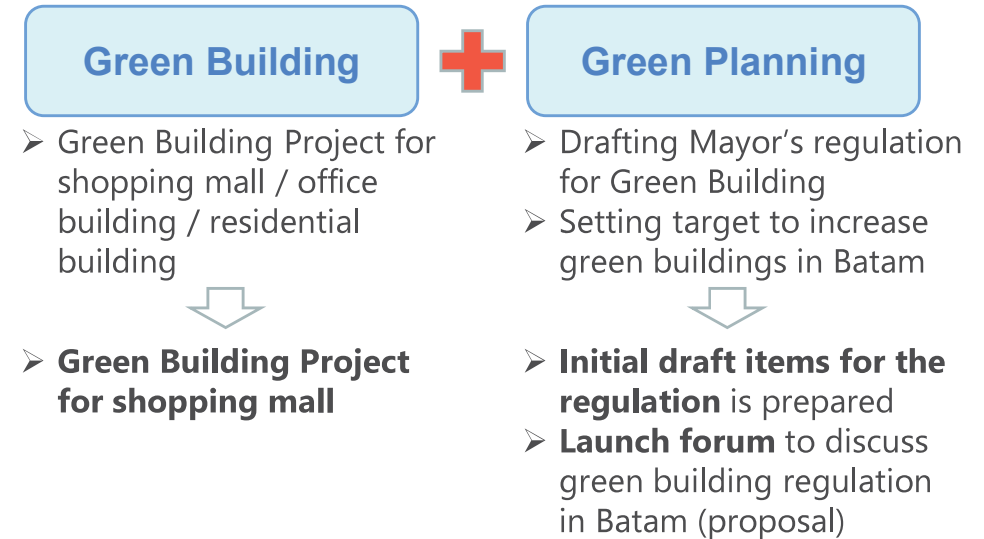 Green Building
➢ Green Building Project for
shopping mall / office
building / residential
building
➢ Green Building Project
for shopping mall
Green Planning
➢ Drafting Mayor’s regulation
for Green Building
➢ Setting target to increase
green buildings in Batam
➢ Initial draft items for the
regulation is prepared
➢ Launch forum to discuss
green building regulation
in Batam (proposal)